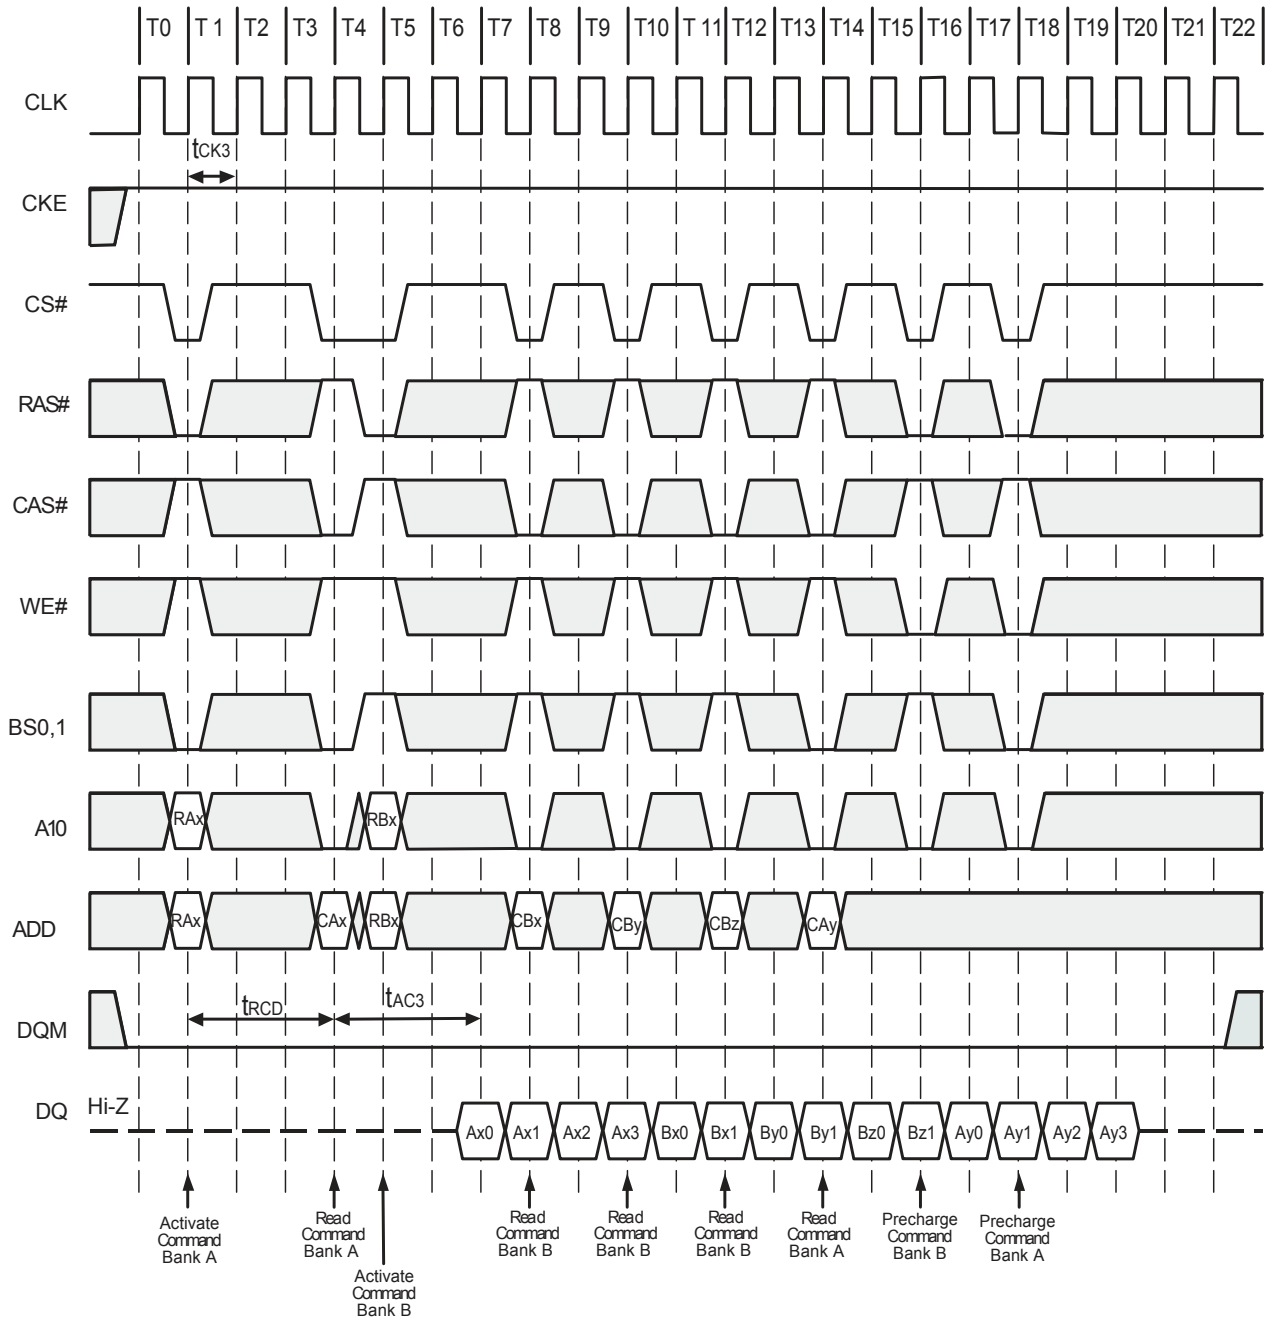 T0 T 1 T2 T3 T4 T5 T6 T7 T8 T9 T10 T 11 T12 T13 T14 T15 T16 T17 T18 T19 T20 T21 T22
CLK
tCK3
CKE
CS#
RAS#
CAS#
WE#
BS0,1
A10 RAx RBx
ADD RAx CAx RBx CBx CBy CBz CAy
tRCD tAC3
DQM
DQ Hi-Z Ax0 Ax1 Ax2 Ax3 Bx0 Bx1 By0 By1 Bz0 Bz1 Ay0 Ay1 Ay2 Ay3
Activate
Command
Bank A
Read
Command
Bank A
Activate
Command
Bank B
Read
Command
Bank B
Read
Command
Bank B
Read
Command
Bank B
Read
Command
Bank A
Precharge
Command
Bank B
Precharge
Command
Bank A